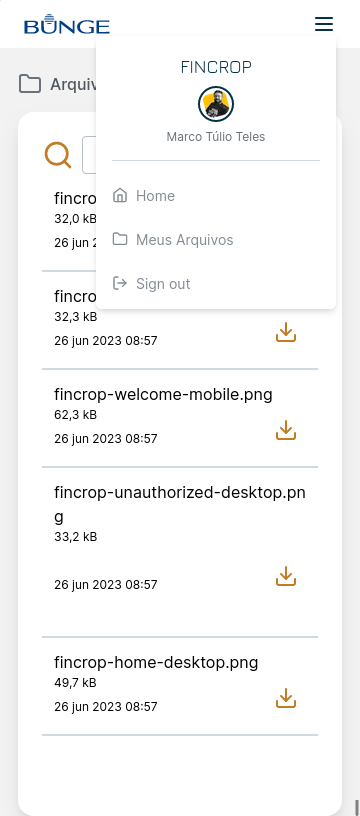 BUNGE
FINCROP
Marco Túlio Teles
Home
Meus Arquivos
Sign out
Arquiv
fincro
32,0 kB
26 jun 2
fincro
32,3 kB
26 jun 2023 08:57
fincrop-welcome-mobile.png
62,3 kB
26 jun 2023 08:57
fincrop-unauthorized-desktop.pn
g
33,2 kB
26 jun 2023 08:57
fincrop-home-desktop.png
49,7 kB
26 jun 2023 08:57